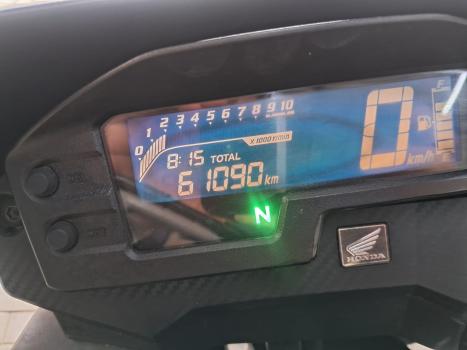 0 1 2 3 4 5 6 7 8 9 10
x 1000 r/min
8:15 TOTAL
61090 km
0 km/h
F
E
N
HONDA